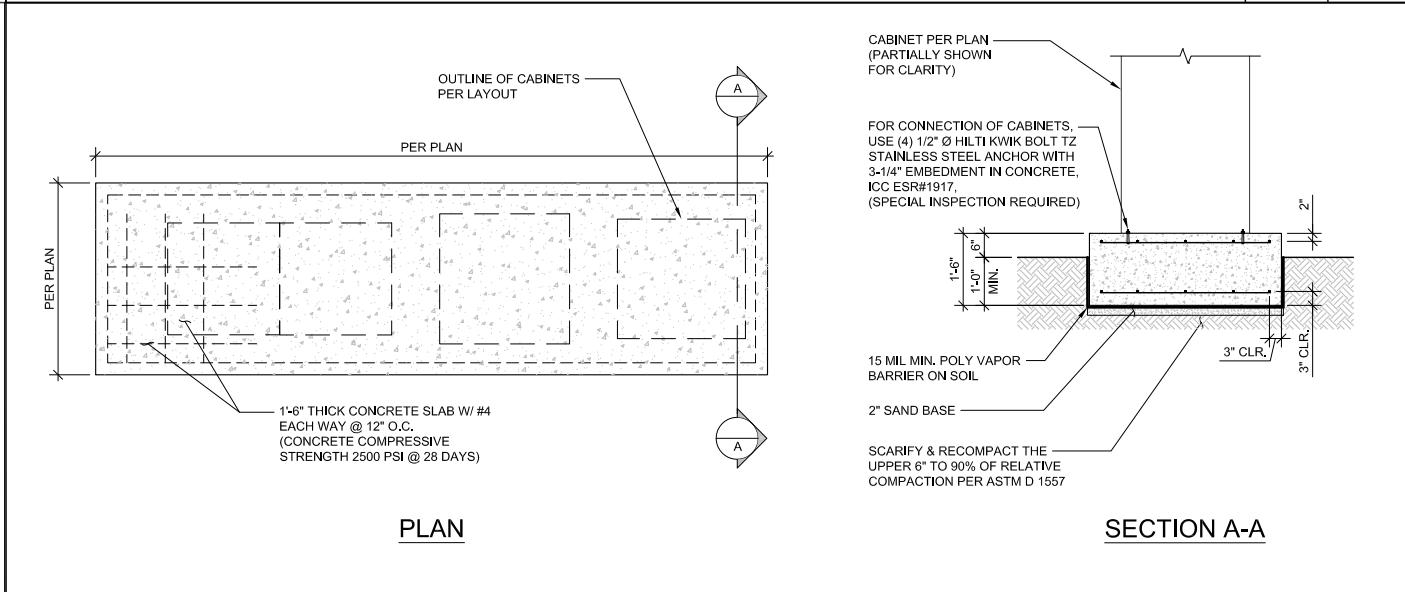 OUTLINE OF CABINETS
PER LAYOUT
A
PER PLAN
PER PLAN
1'-6" THICK CONCRETE SLAB W/ #4
EACH WAY @ 12" O.C.
(CONCRETE COMPRESSIVE
STRENGTH 2500 PSI @ 28 DAYS)
A
PLAN
CABINET PER PLAN
(PARTIALLY SHOWN
FOR CLARITY)
FOR CONNECTION OF CABINETS,
USE (4) 1/2" Ø HILTI KWIK BOLT TZ
STAINLESS STEEL ANCHOR WITH
3-1/4" EMBEDMENT IN CONCRETE,
ICC ESR#1917,
(SPECIAL INSPECTION REQUIRED)
2"
6"
1'-6"
1'-0"
MIN.
3" CLR.
3" CLR.
15 MIL MIN. POLY VAPOR
BARRIER ON SOIL
2" SAND BASE
SCARIFY & RECOMPACT THE
UPPER 6" TO 90% OF RELATIVE
COMPACTION PER ASTM D 1557
SECTION A-A